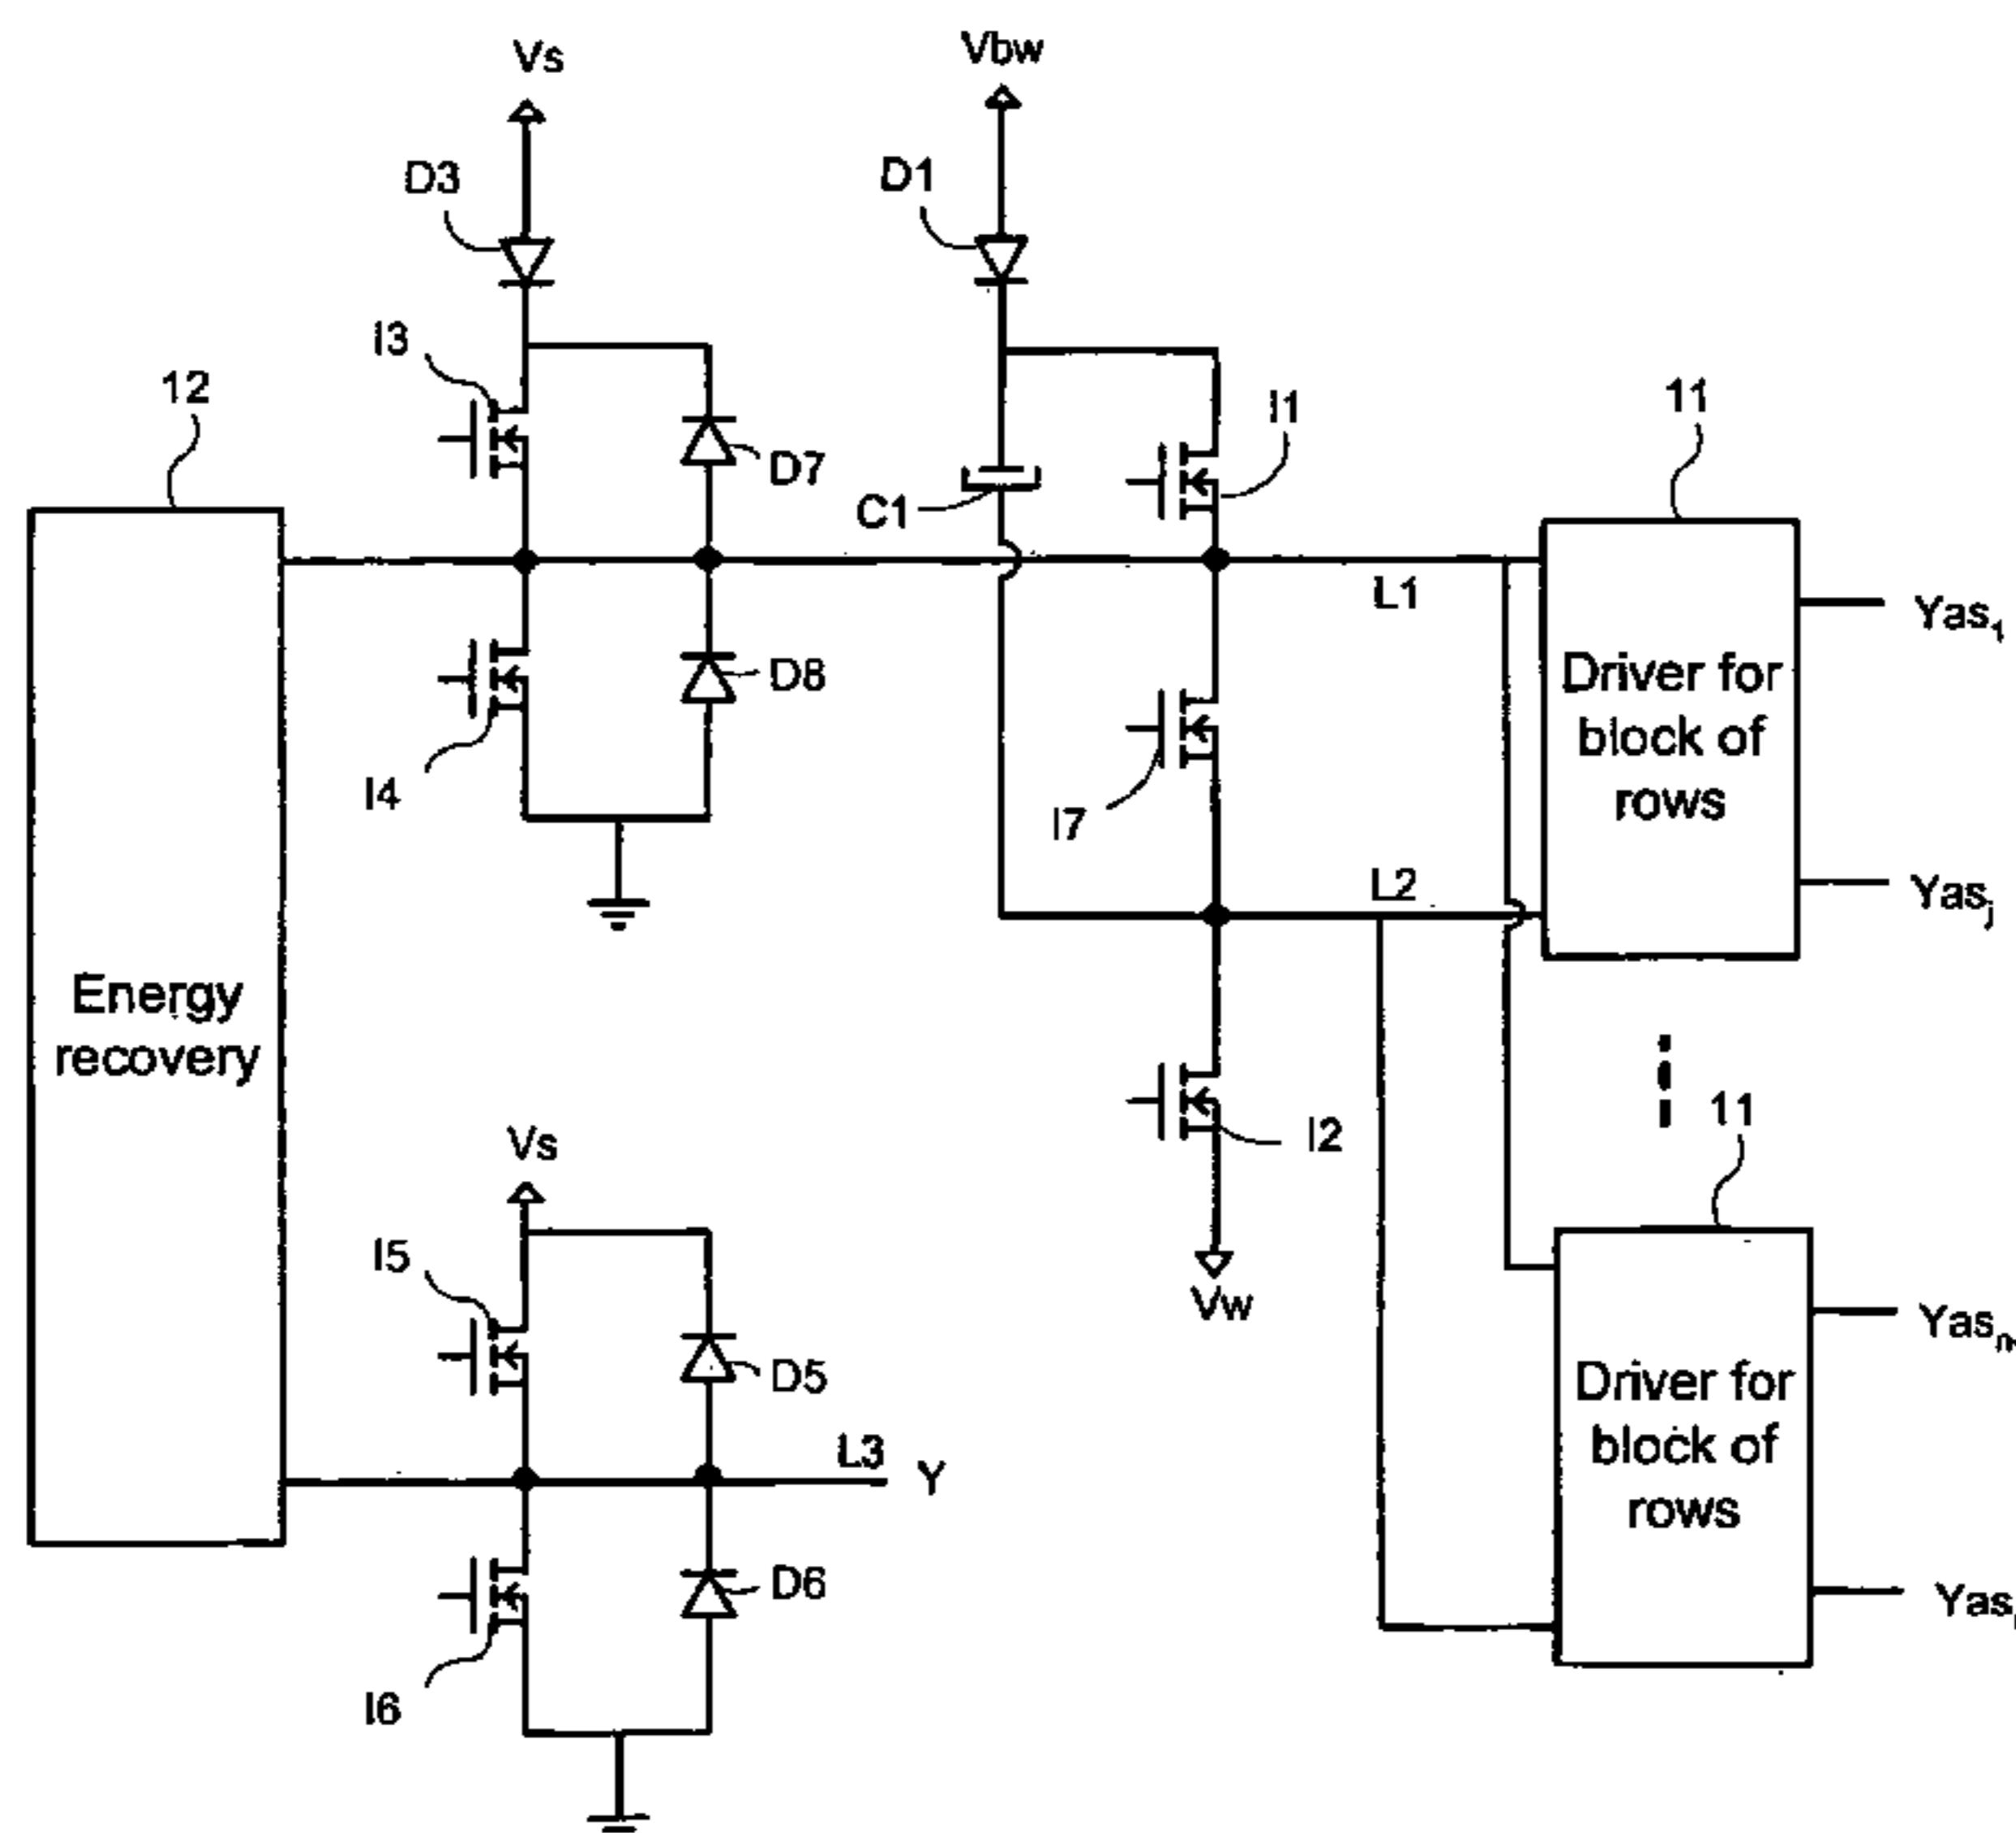 Vs
Vbw
D3
D1
I3
12
I1
11
D7
C1
L1
Yas1
D8
Driver for
block of
rows
I4
I7
L2
Yasj
Energy
recovery
Vs
I2
11
I5
Vw
D5
Driver for
block of
rows
L3
Y
D6
I6